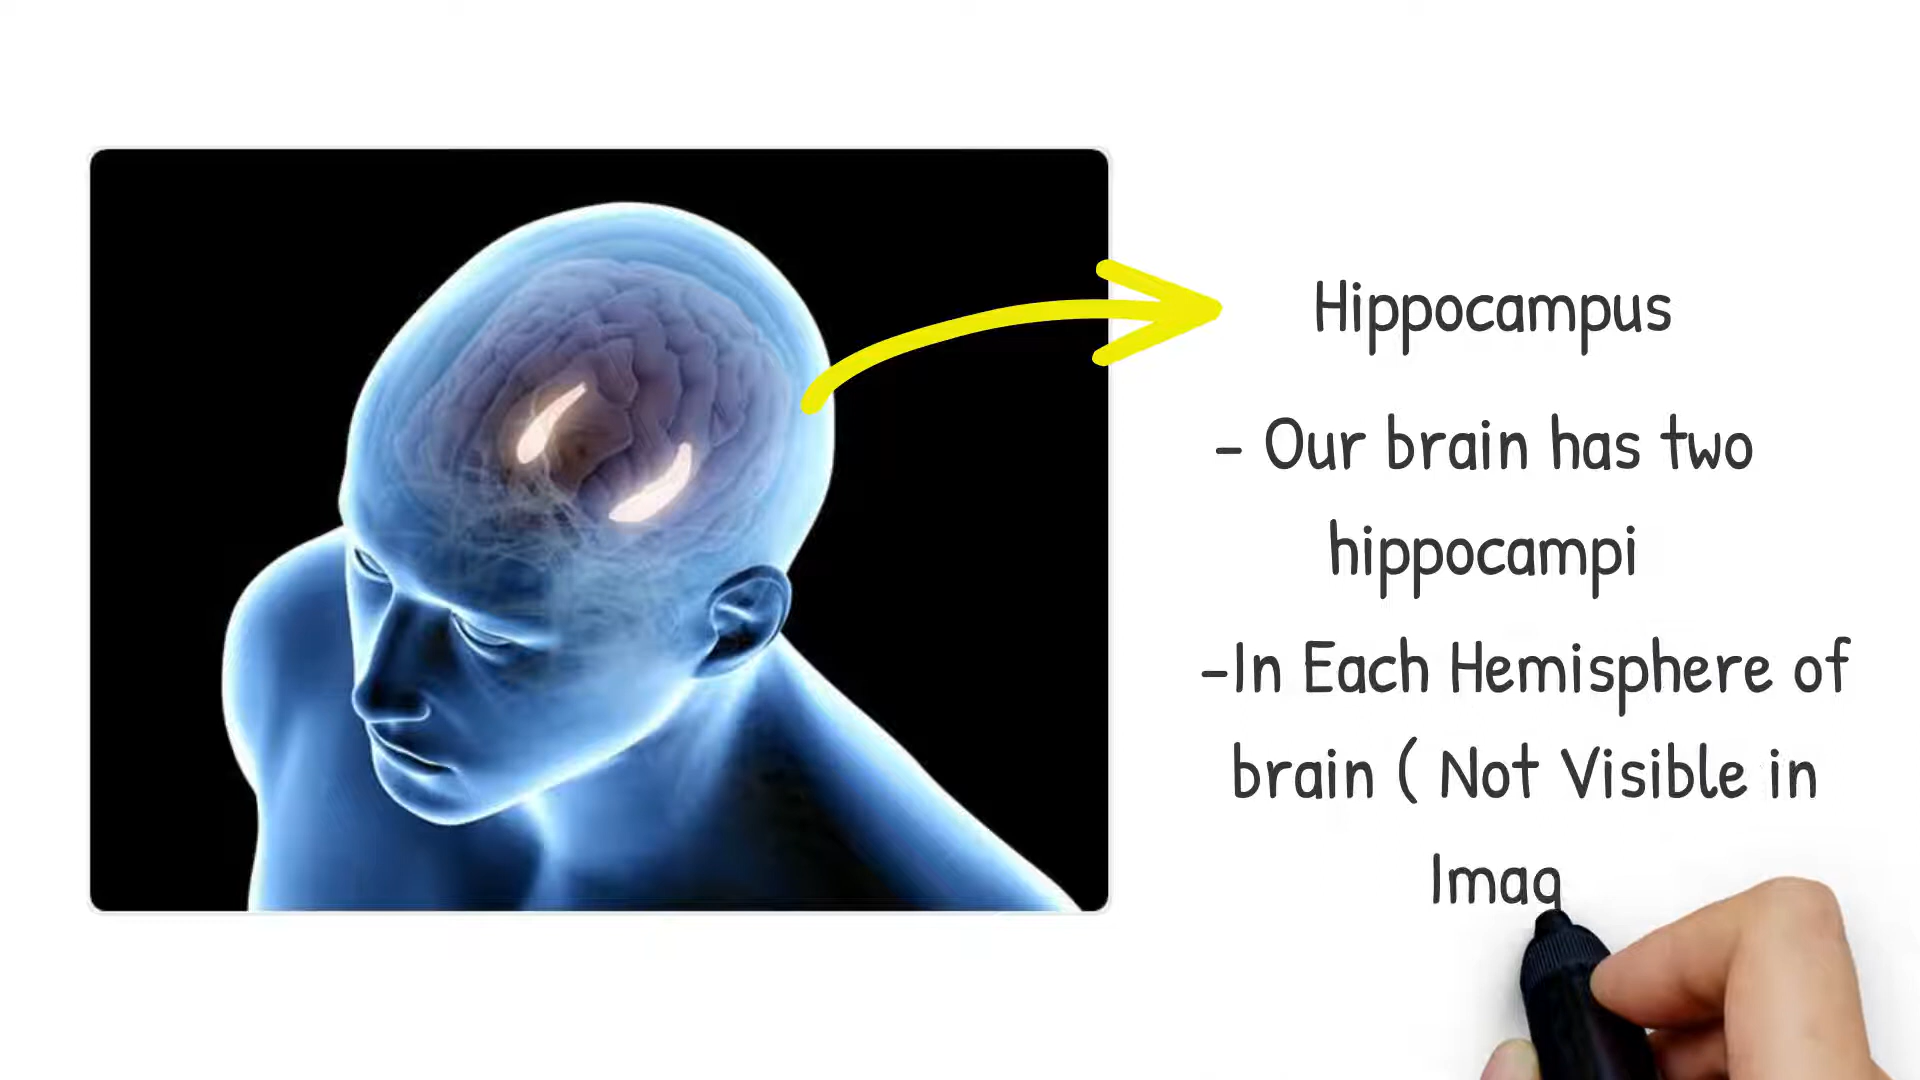 Hippocampus
- Our brain has two
hippocampi
-In Each Hemisphere of
brain ( Not Visible in
Imag